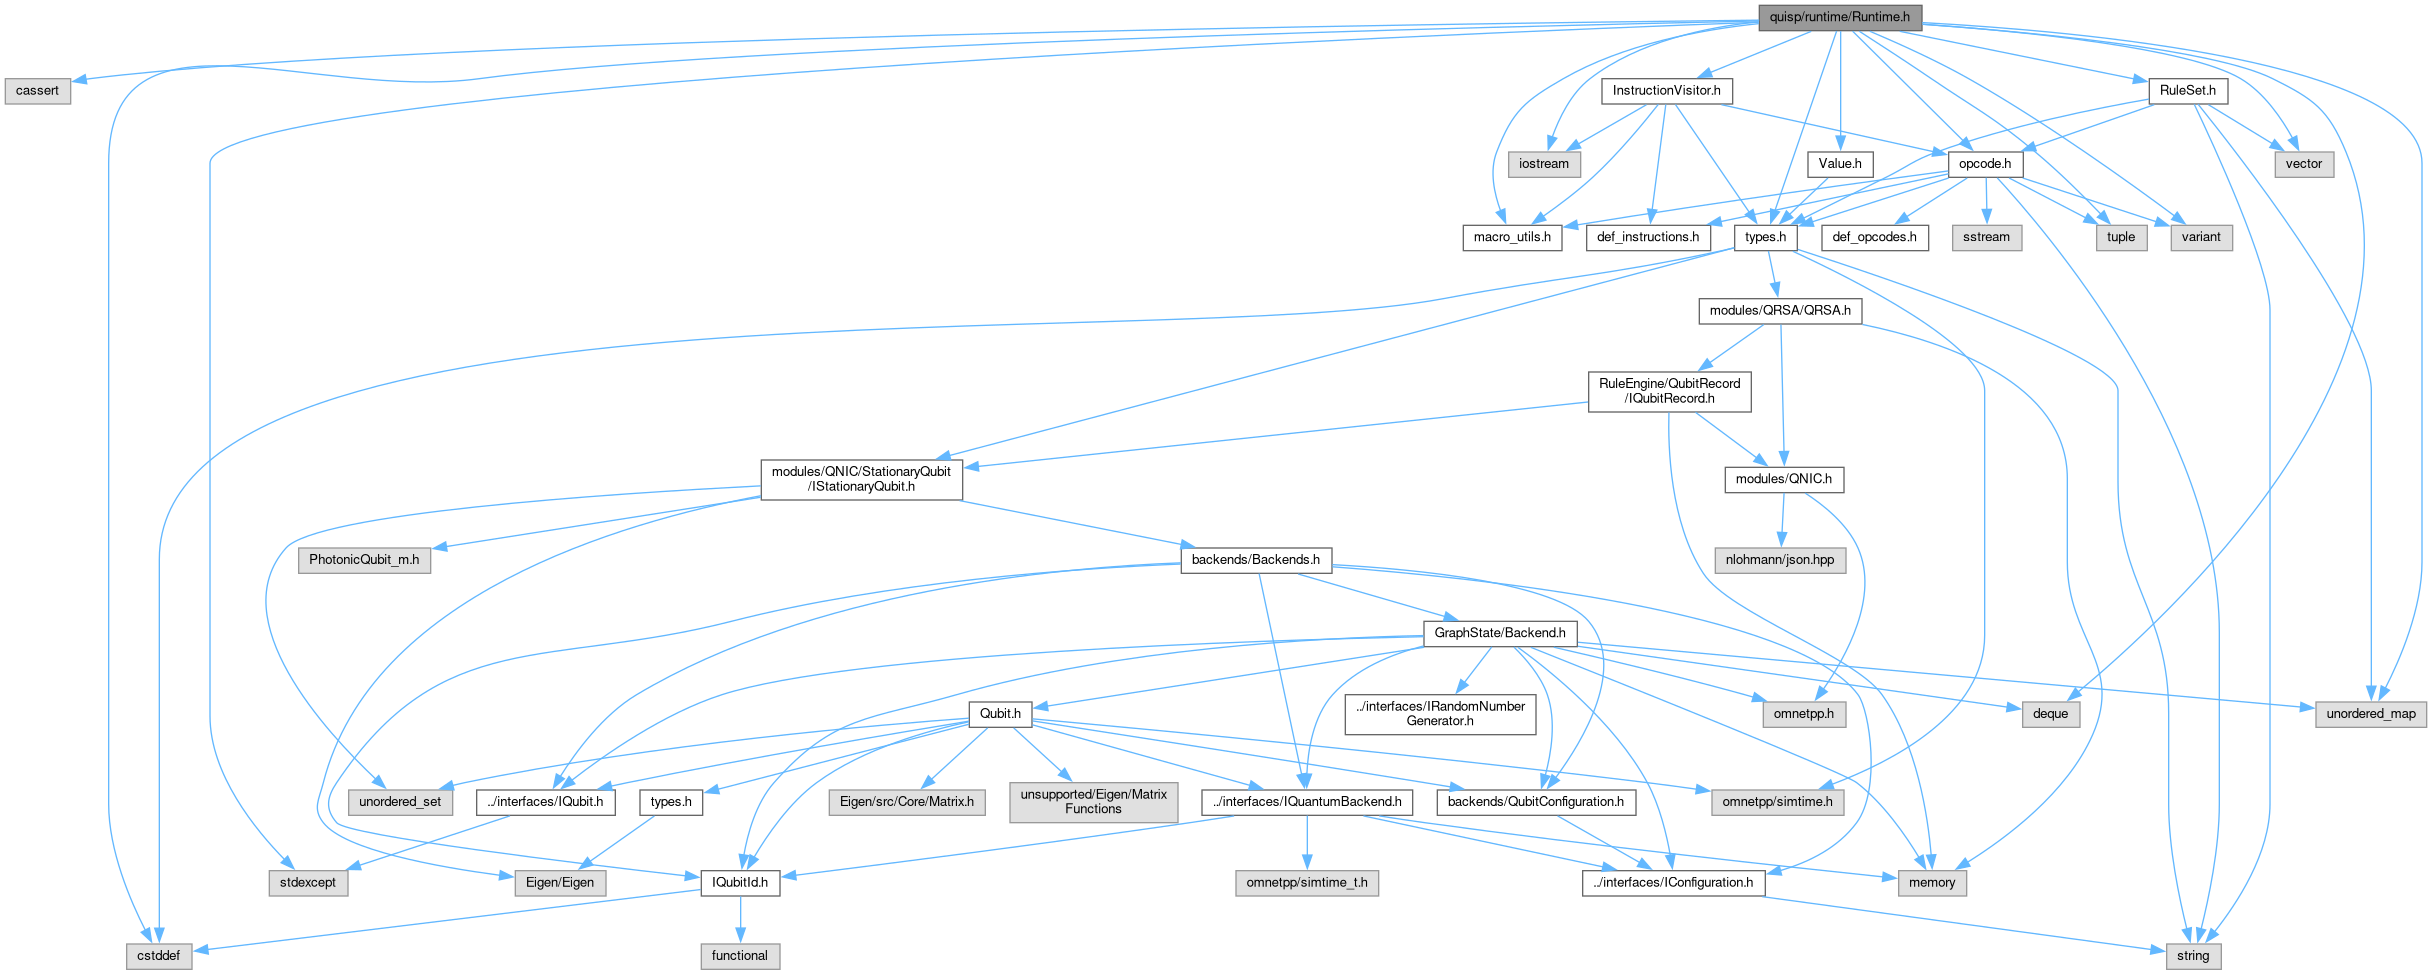 quisp/runtime/Runtime.h
cassert
InstructionVisitor.h
RuleSet.h
iostream
Value.h
opcode.h
vector
macro_utils.h
def_instructions.h
types.h
def_opcodes.h
sstream
tuple
variant
modules/QRSA/QRSA.h
RuleEngine/QubitRecord
/IQubitRecord.h
modules/QNIC/StationaryQubit
/IStationaryQubit.h
modules/QNIC.h
PhotonicQubit_m.h
backends/Backends.h
nlohmann/json.hpp
GraphState/Backend.h
Qubit.h
../interfaces/IRandomNumber
Generator.h
omnetpp.h
deque
unordered_map
unordered_set
../interfaces/IQubit.h
types.h
Eigen/src/Core/Matrix.h
unsupported/Eigen/Matrix
Functions
../interfaces/IQuantumBackend.h
backends/QubitConfiguration.h
omnetpp/simtime.h
stdexcept
Eigen/Eigen
IQubitId.h
omnetpp/simtime_t.h
../interfaces/IConfiguration.h
memory
cstddef
functional
string